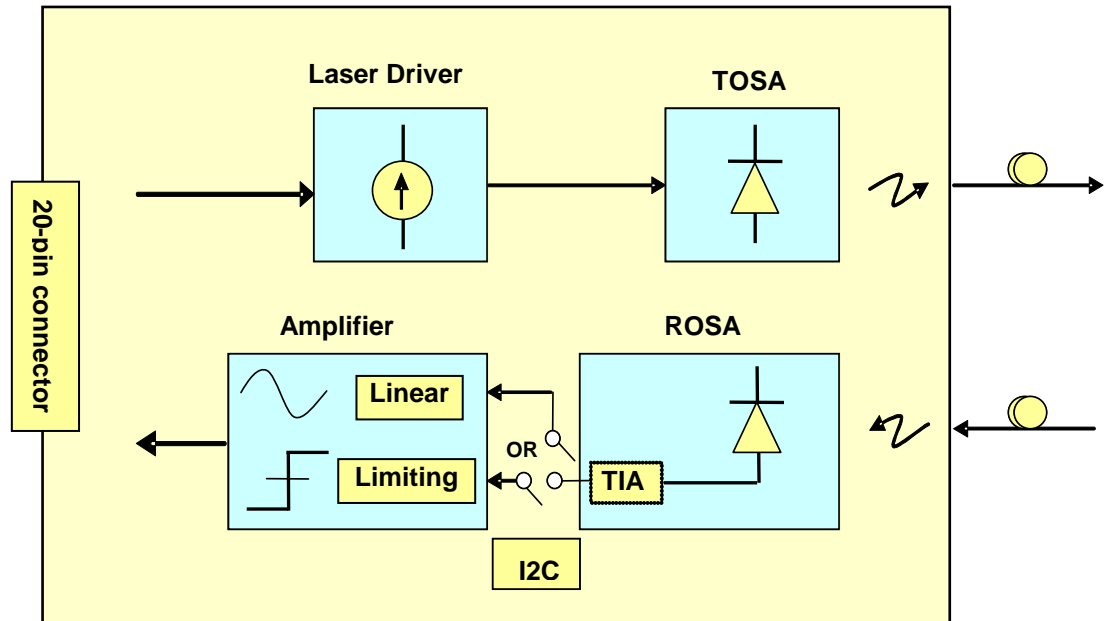 Laser Driver
TOSA
20-pin connector
Amplifier
ROSA
Linear
OR
Limiting
TIA
I2C